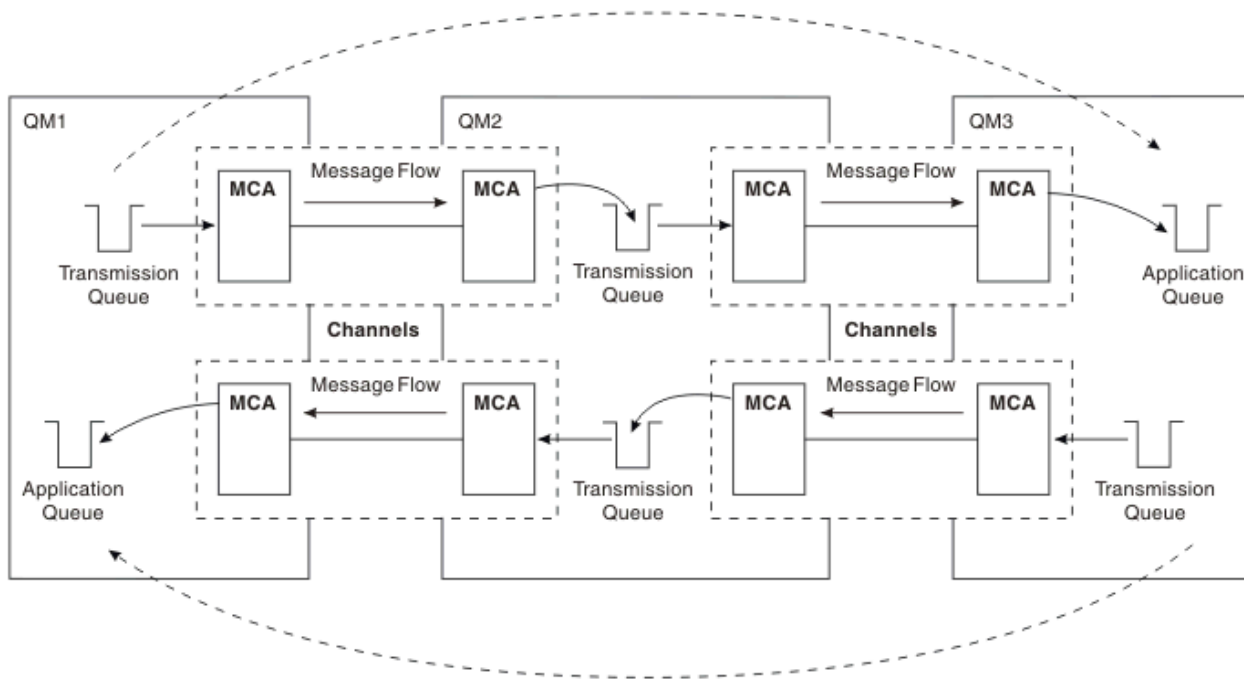 QM1
QM2
QM3
MCA
Message Flow
MCA
MCA
Message Flow
MCA
Transmission
Queue
Transmission
Queue
Application
Queue
Channels
Channels
MCA
Message Flow
MCA
MCA
Message Flow
MCA
Application
Queue
Transmission
Queue
Transmission
Queue